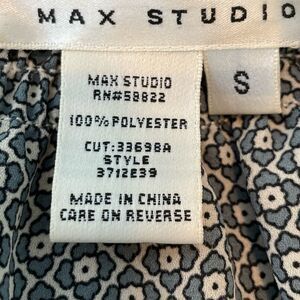 MAX STUDIO
S
MAX STUDIO
RN#58822
100% POLYESTER
CUT:33698A
STYLE
3712E39
MADE IN CHINA
CARE ON REVERSE